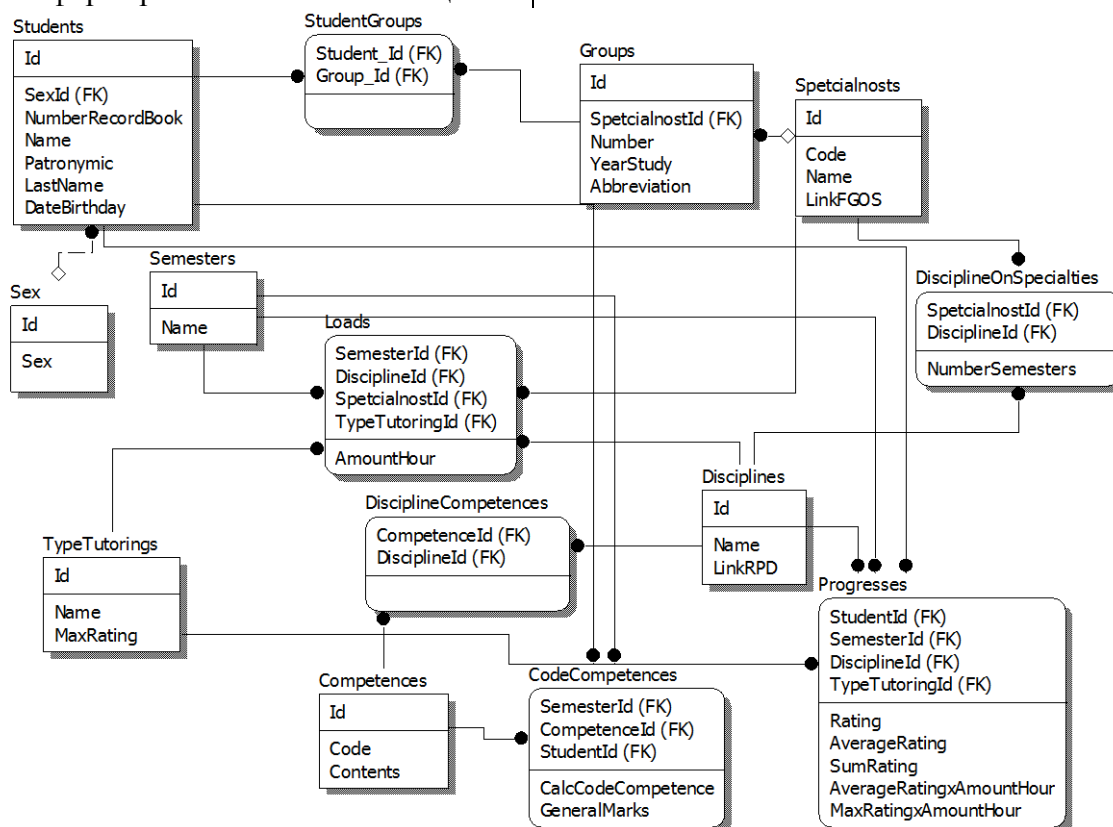 Students
Id
SexId (FK)
NumberRecordBook
Name
Patronymic
LastName
DateBirthday
StudentGroups
Student_Id (FK)
Group_Id (FK)
Groups
Id
SpetcialnostId (FK)
Number
YearStudy
Abbreviation
Spetcialnosts
Id
Code
Name
LinkFGOS
Sex
Id
Sex
Semesters
Id
Name
Loads
SemesterId (FK)
DisciplineId (FK)
SpetcialnostId (FK)
TypeTutoringId (FK)
AmountHour
DisciplineOnSpecialties
SpetcialnostId (FK)
DisciplineId (FK)
NumberSemesters
Disciplines
Id
Name
LinkRPD
DisciplineCompetences
CompetenceId (FK)
DisciplineId (FK)
TypeTutorings
Id
Name
MaxRating
Progresses
StudentId (FK)
SemesterId (FK)
DisciplineId (FK)
TypeTutoringId (FK)
Rating
AverageRating
SumRating
AverageRatingxAmountHour
MaxRatingxAmountHour
Competences
Id
Code
Contents
CodeCompetences
SemesterId (FK)
CompetenceId (FK)
StudentId (FK)
CalcCodeCompetence
GeneralMarks